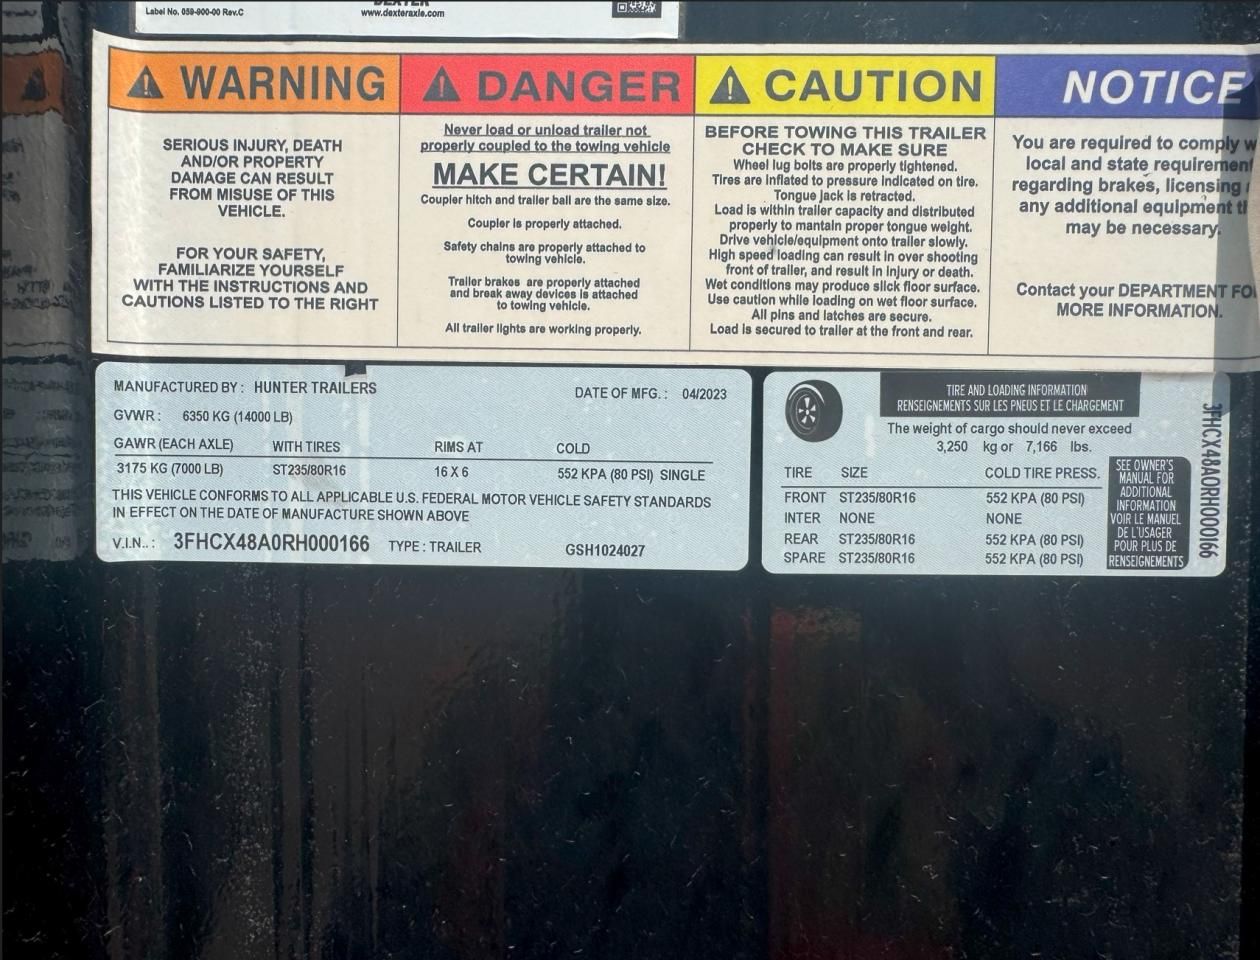 Label No. 059-900-00 Rev.C
DEXTER
www.dexteraxle.com
WARNING
SERIOUS INJURY, DEATH
AND/OR PROPERTY
DAMAGE CAN RESULT
FROM MISUSE OF THIS
VEHICLE.
FOR YOUR SAFETY,
FAMILIARIZE YOURSELF
WITH THE INSTRUCTIONS AND
CAUTIONS LISTED TO THE RIGHT
DANGER
Never load or unload trailer not
properly coupled to the towing vehicle
MAKE CERTAIN!
Coupler hitch and trailer ball are the same size.
Coupler is properly attached.
Safety chains are properly attached to
towing vehicle.
Trailer brakes are properly attached
and break away devices is attached
to towing vehicle.
All trailer lights are working properly.
CAUTION
BEFORE TOWING THIS TRAILER
CHECK TO MAKE SURE
Wheel lug bolts are properly tightened.
Tires are inflated to pressure indicated on tire.
Tongue jack is retracted.
Load is within trailer capacity and distributed
properly to mantain proper tongue weight.
Drive vehicle/equipment onto trailer slowly.
High speed loading can result in over shooting
front of trailer, and result in injury or death.
Wet conditions may produce slick floor surface.
Use caution while loading on wet floor surface.
All pins and latches are secure.
Load is secured to trailer at the front and rear.
NOTICE
You are required to comply w
local and state requiremen
regarding brakes, licensing
any additional equipment t
may be necessary.
Contact your DEPARTMENT FO
MORE INFORMATION.
MANUFACTURED BY : HUNTER TRAILERS
DATE OF MFG. : 04/2023
GVWR : 6350 KG (14000 LB)
GAWR (EACH AXLE) WITH TIRES RIMS AT COLD
3175 KG (7000 LB) ST235/80R16 16 X 6 552 KPA (80 PSI) SINGLE
THIS VEHICLE CONFORMS TO ALL APPLICABLE U.S. FEDERAL MOTOR VEHICLE SAFETY STANDARDS
IN EFFECT ON THE DATE OF MANUFACTURE SHOWN ABOVE
V.I.N.. : 3FHCX48A0RH000166 TYPE : TRAILER GSH1024027
TIRE AND LOADING INFORMATION
RENSEIGNEMENTS SUR LES PNEUS ET LE CHARGEMENT
The weight of cargo should never exceed
3,250 kg or 7,166 lbs.
TIRE SIZE COLD TIRE PRESS.
FRONT ST235/80R16 552 KPA (80 PSI)
INTER NONE NONE
REAR ST235/80R16 552 KPA (80 PSI)
SPARE ST235/80R16 552 KPA (80 PSI)
SEE OWNER'S
MANUAL FOR
ADDITIONAL
INFORMATION
VOIR LE MANUEL
DE L'USAGER
POUR PLUS DE
RENSEIGNEMENTS
3FHCX48A0RH000166